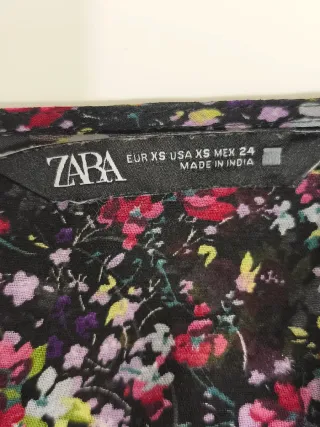 ZARA
EUR XS USA XS MEX 24
MADE IN INDIA